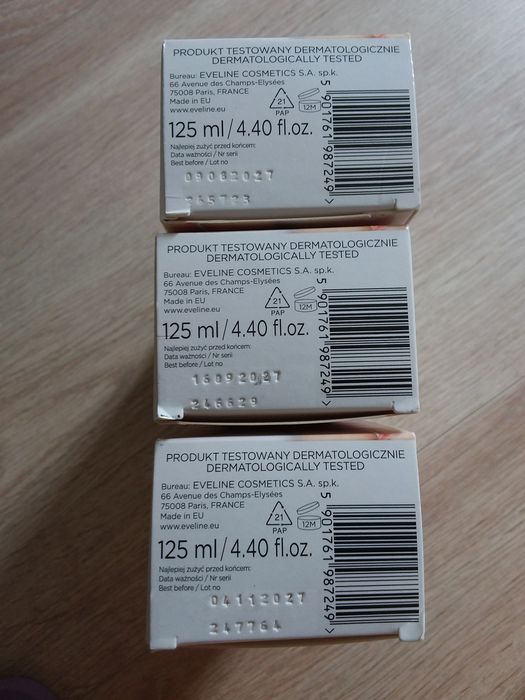 PRODUKT TESTOWANY DERMATOLOGICZNIE
DERMATOLOGICALLY TESTED
Bureau: EVELINE COSMETICS S.A. sp.k.
66 Avenue des Champs-Elysées
75008 Paris, FRANCE
Made in EU
www.eveline.eu
21
PAP
12M
125 ml/4.40 fl.oz.
Najlepiej zużyć przed końcem:
Data ważności / Nr serii
Best before / Lot no
09062027
245723
5 901761 987249 >
PRODUKT TESTOWANY DERMATOLOGICZNIE
DERMATOLOGICALLY TESTED
Bureau: EVELINE COSMETICS S.A. sp.k.
66 Avenue des Champs-Elysées
75008 Paris, FRANCE
Made in EU
www.eveline.eu
21
PAP
12M
125 ml/4.40 fl.oz.
Najlepiej zużyć przed końcem:
Data ważności / Nr serii
Best before / Lot no
16092027
246628
5 901761 987249 >
PRODUKT TESTOWANY DERMATOLOGICZNIE
DERMATOLOGICALLY TESTED
Bureau: EVELINE COSMETICS S.A. sp.k.
66 Avenue des Champs-Elysées
75008 Paris, FRANCE
Made in EU
www.eveline.eu
21
PAP
12M
125 ml/4.40 fl.oz.
Najlepiej zużyć przed końcem:
Data ważności / Nr serii
Best before / Lot no
04112027
247764
5 901761 987249 >